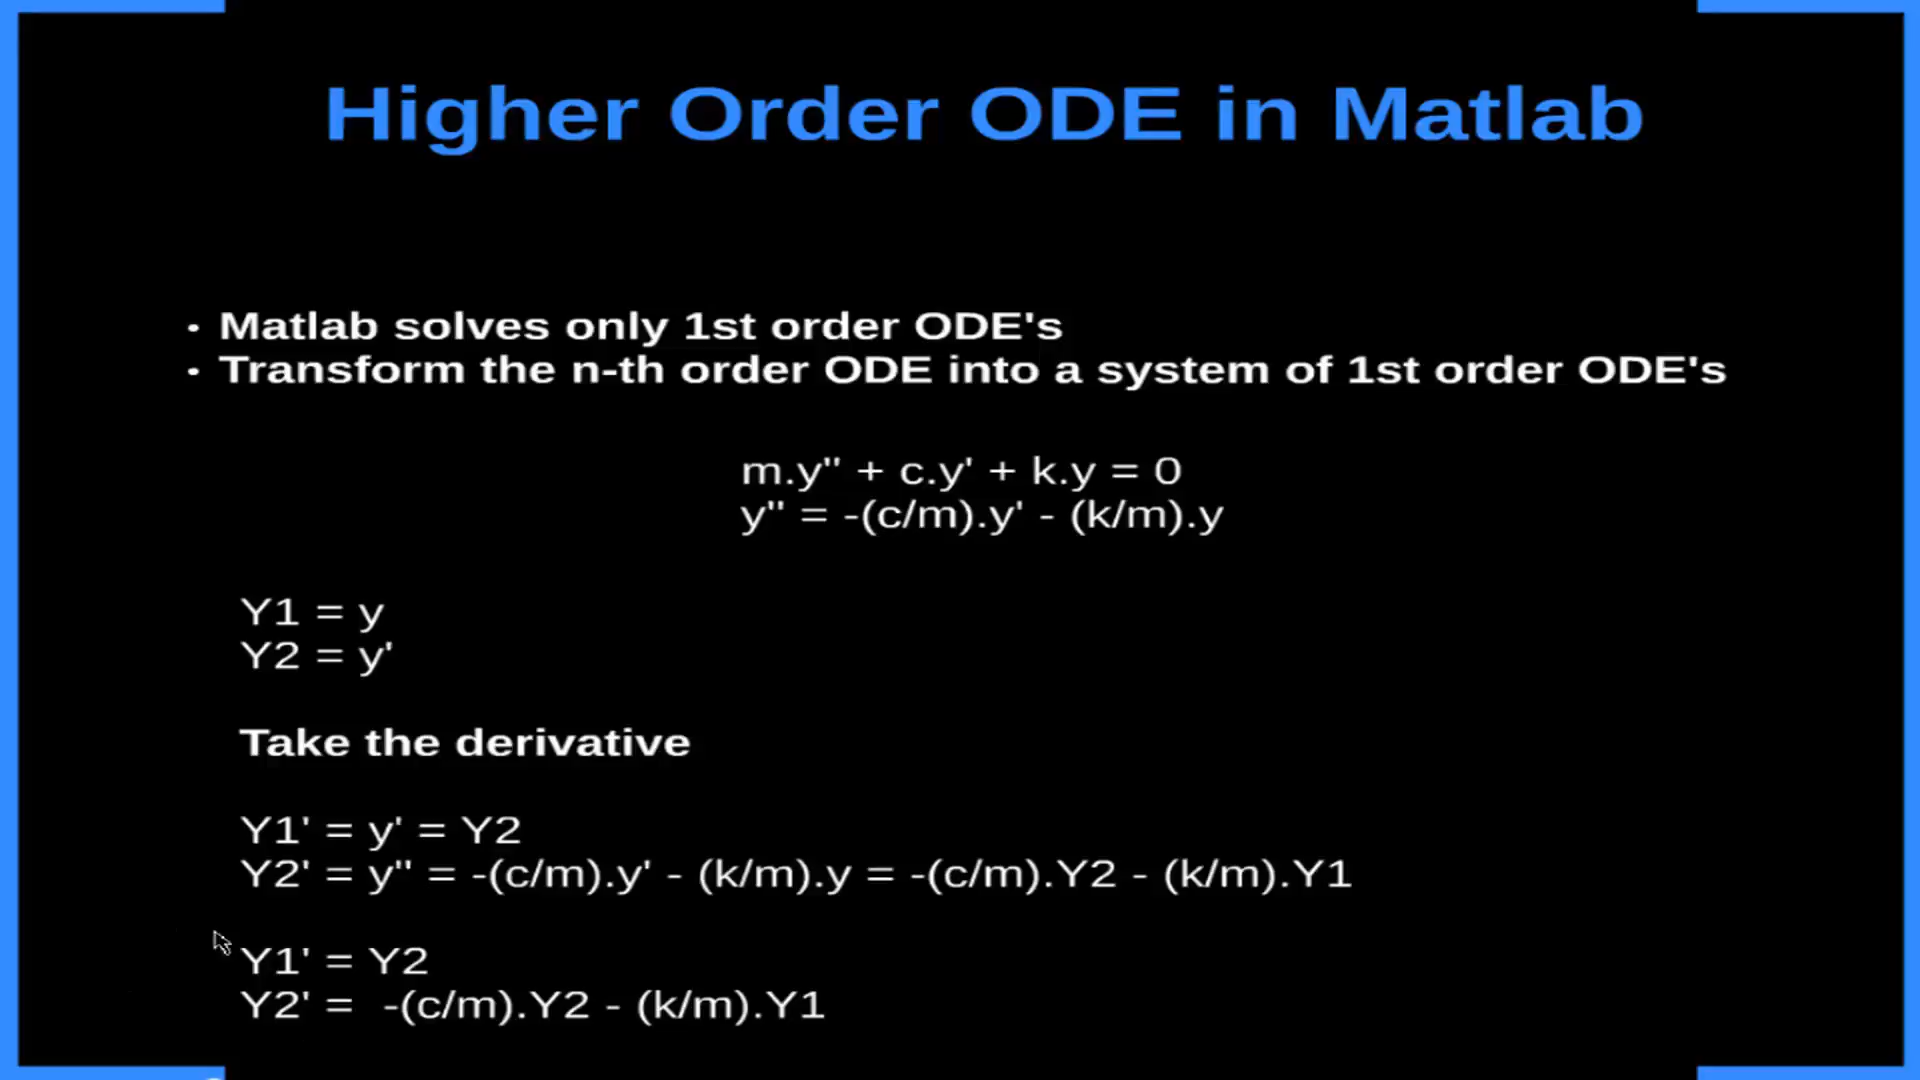 Higher Order ODE in Matlab
• Matlab solves only 1st order ODE's
• Transform the n-th order ODE into a system of 1st order ODE's
m.y'' + c.y' + k.y = 0
y'' = -(c/m).y' - (k/m).y
Y1 = y
Y2 = y'
Take the derivative
Y1' = y' = Y2
Y2' = y'' = -(c/m).y' - (k/m).y = -(c/m).Y2 - (k/m).Y1
Y1' = Y2
Y2' =  -(c/m).Y2 - (k/m).Y1